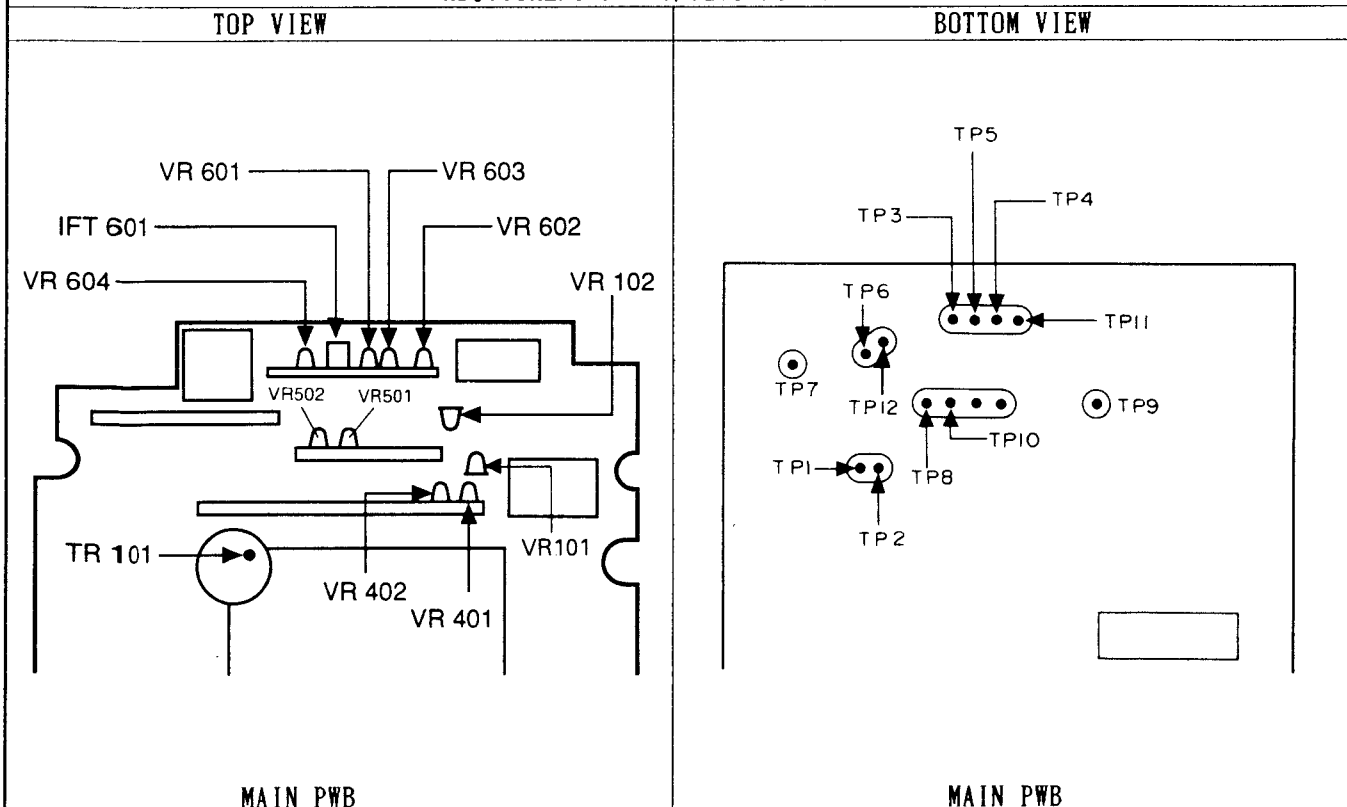 TOP VIEW
BOTTOM VIEW
VR 601
VR 603
IFT 601
VR 602
VR 604
VR 102
VR502
VR501
TR 101
VR 402
VR 401
VR101
MAIN PWB
TP5
TP3
TP4
TP6
TP11
TP7
TP12
TP9
TP10
TP8
TP1
TP2
MAIN PWB